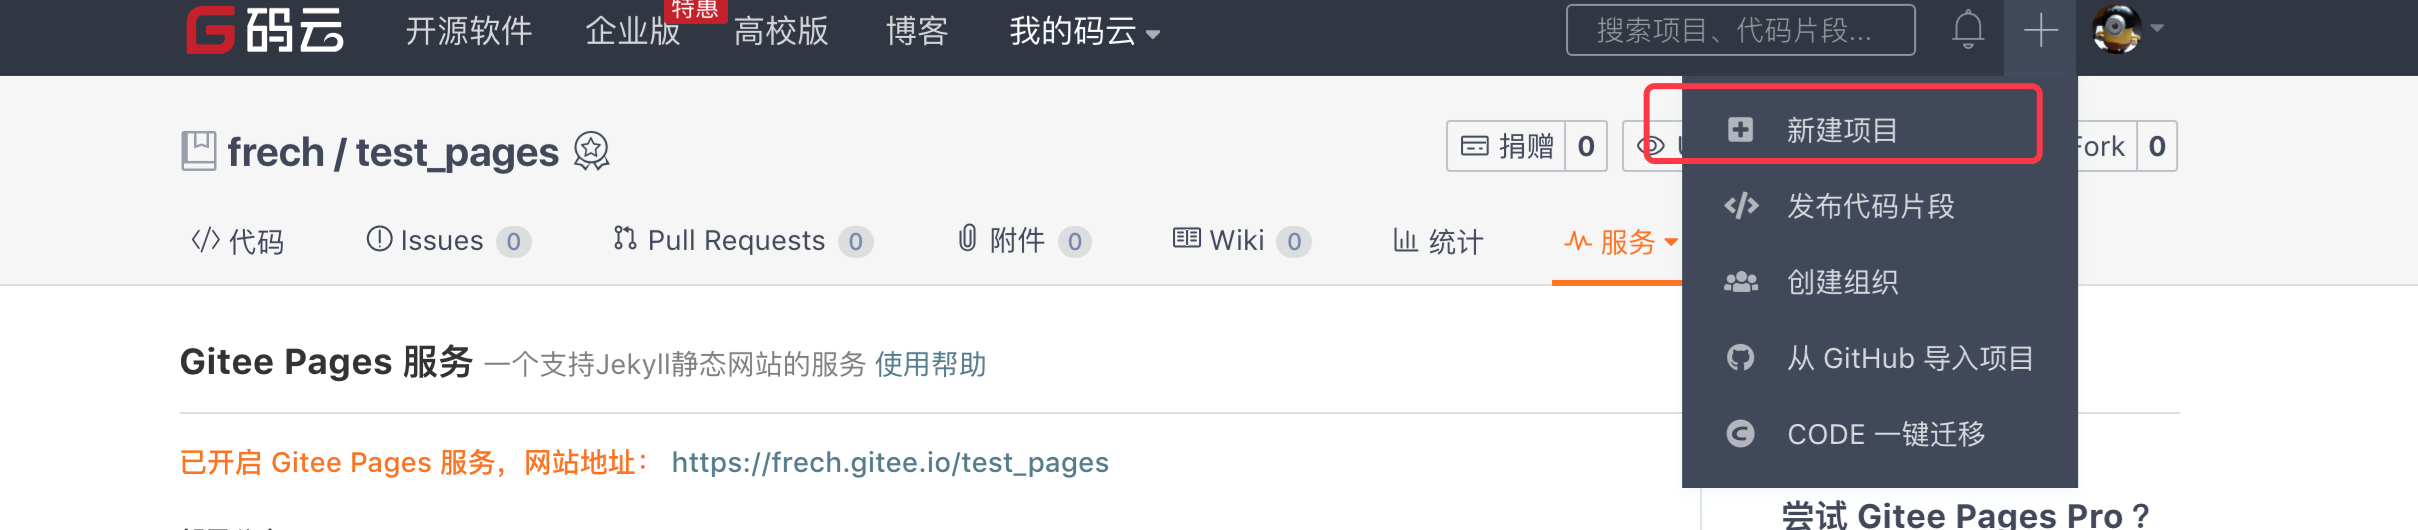 码云 开源软件 企业版 特惠 高校版 博客 我的码云 搜索项目、代码片段...
frech / test_pages 捐赠 0 Fork 0
新建项目
发布代码片段
创建组织
从 GitHub 导入项目
CODE 一键迁移
代码 Issues 0 Pull Requests 0 附件 0 Wiki 0 统计 服务
Gitee Pages 服务 一个支持Jekyll静态网站的服务 使用帮助
已开启 Gitee Pages 服务，网站地址： https://frech.gitee.io/test_pages
尝试 Gitee Pages Pro ?